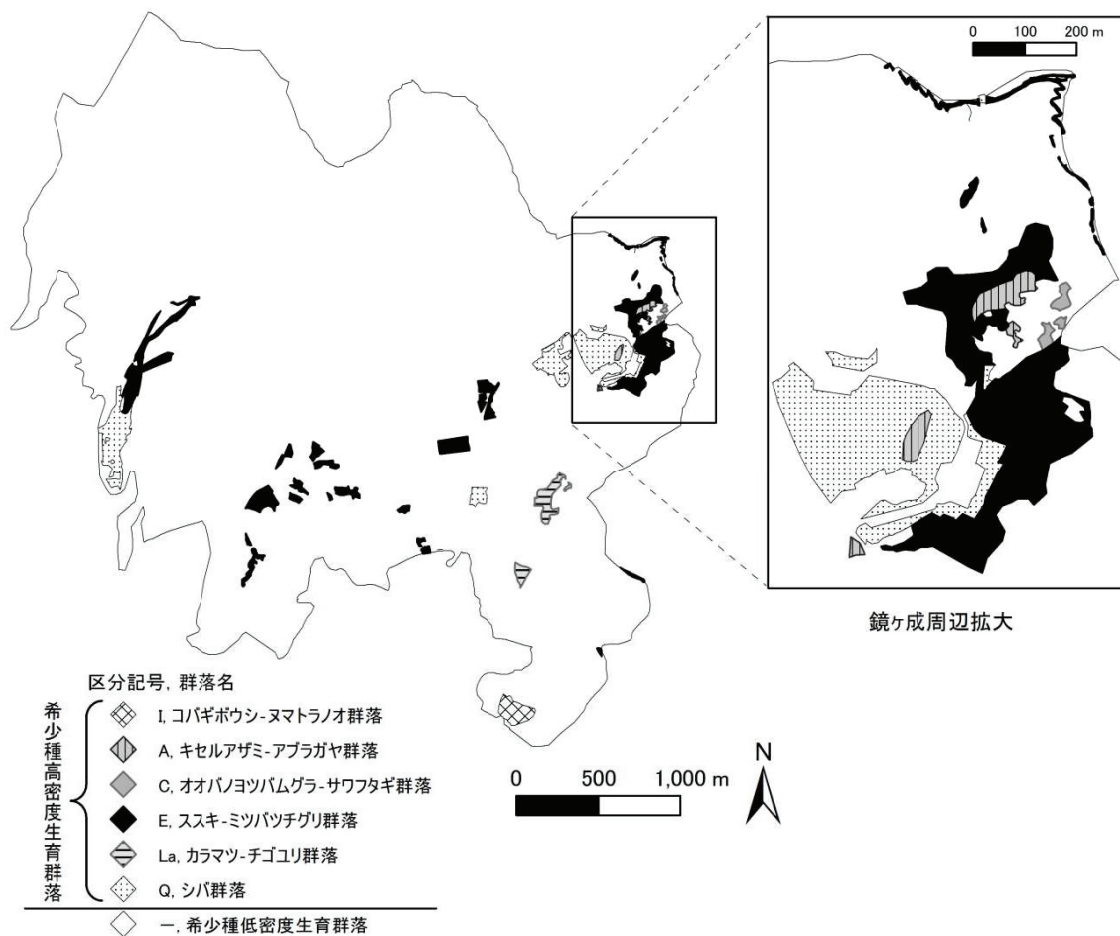 0 100 200 m
鏡ヶ成周辺拡大
区分記号, 群落名
希少種高密度生育群落
I, コバギボウシ-ヌマトラノオ群落
A, キセルアザミ-アブラガヤ群落
C, オオバノヨツバムグラ-サワフタギ群落
E, ススキ-ミツバツチグリ群落
La, カラマツ-チゴユリ群落
Q, シバ群落
ー, 希少種低密度生育群落
0 500 1,000 m
N